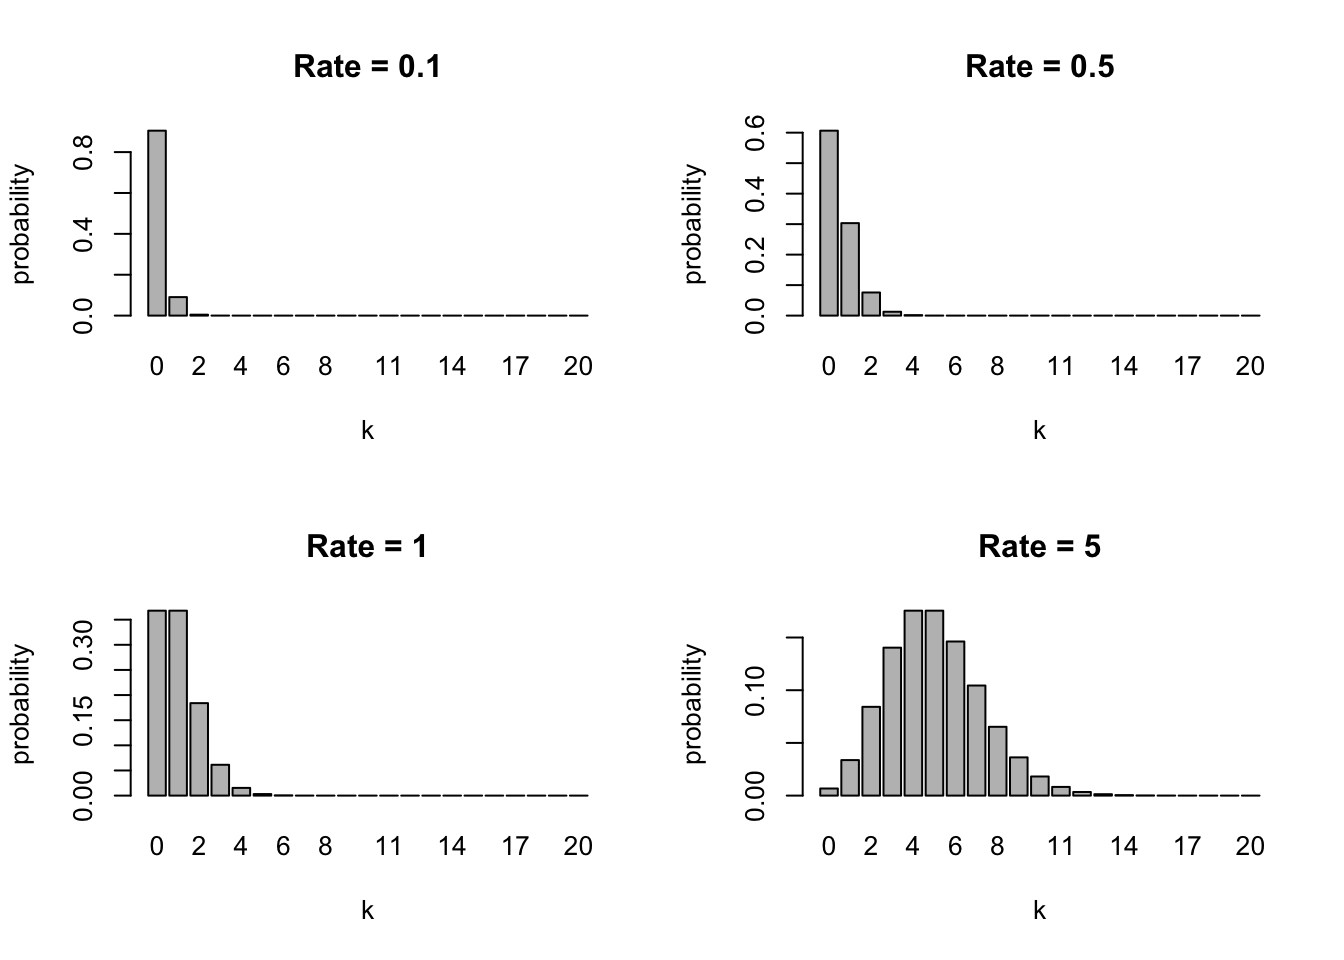 Rate = 0.1
probability
0.0 0.4 0.8
0 2 4 6 8 11 14 17 20
k
Rate = 0.5
probability
0.0 0.2 0.4 0.6
0 2 4 6 8 11 14 17 20
k
Rate = 1
probability
0.00 0.15 0.30
0 2 4 6 8 11 14 17 20
k
Rate = 5
probability
0.00 0.10
0 2 4 6 8 11 14 17 20
k